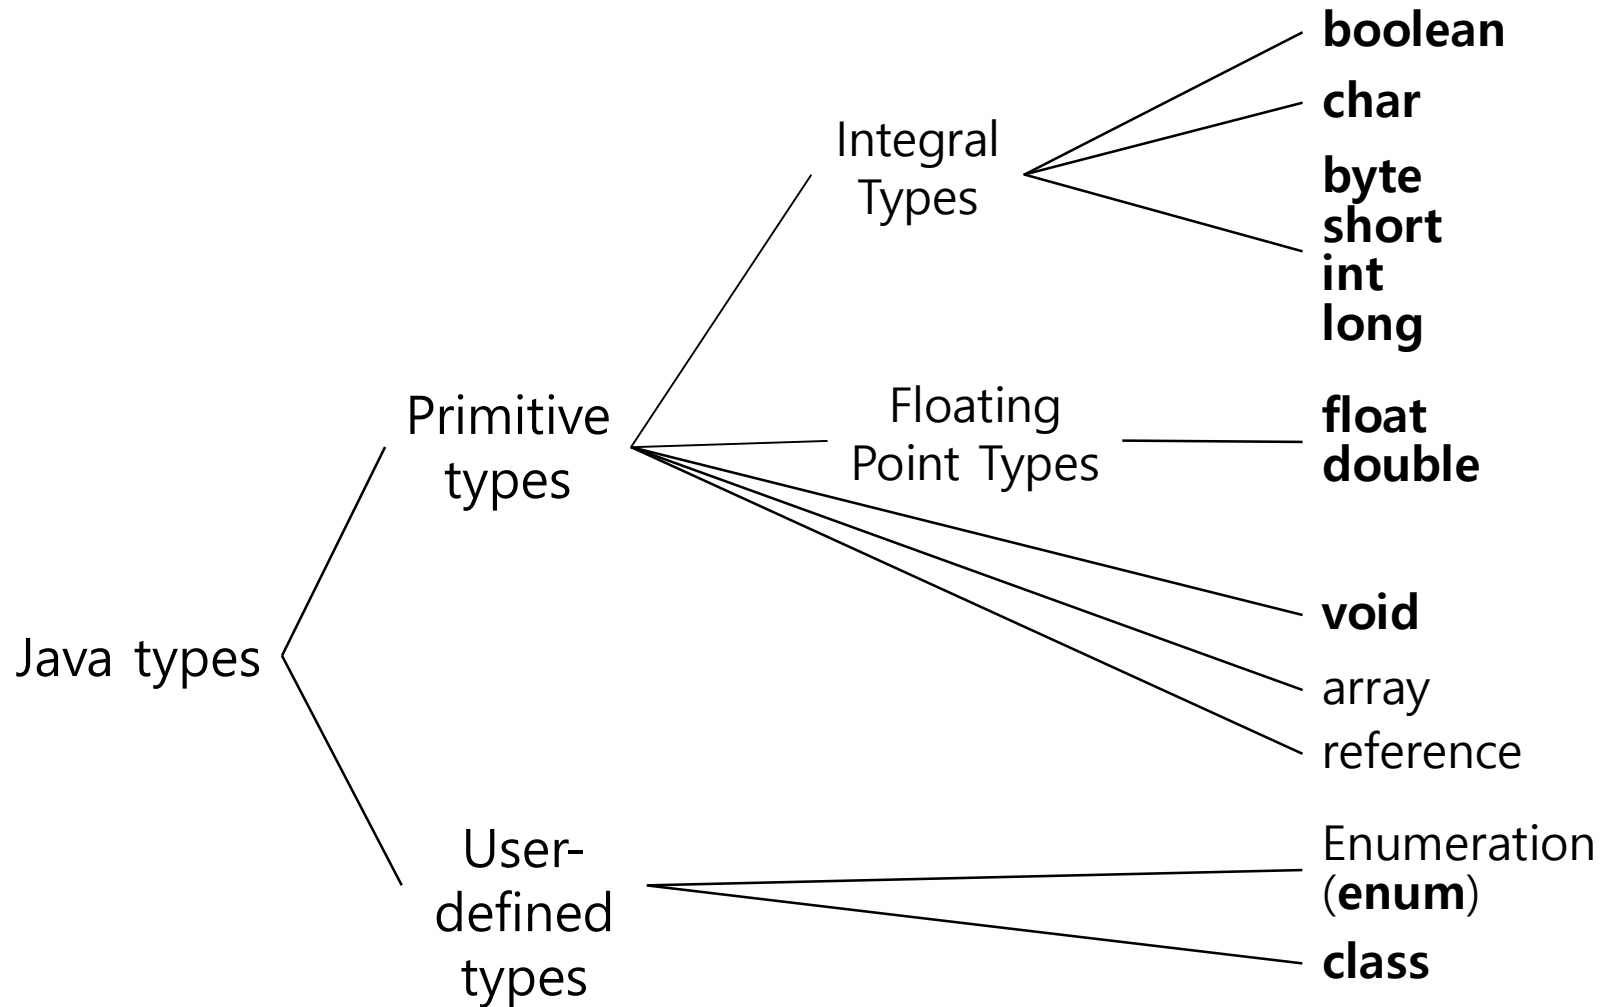 boolean
char
Integral
Types
byte
short
int
long
Primitive
types
Floating
Point Types
float
double
void
Java types
array
reference
User-
defined
types
Enumeration
(enum)
class